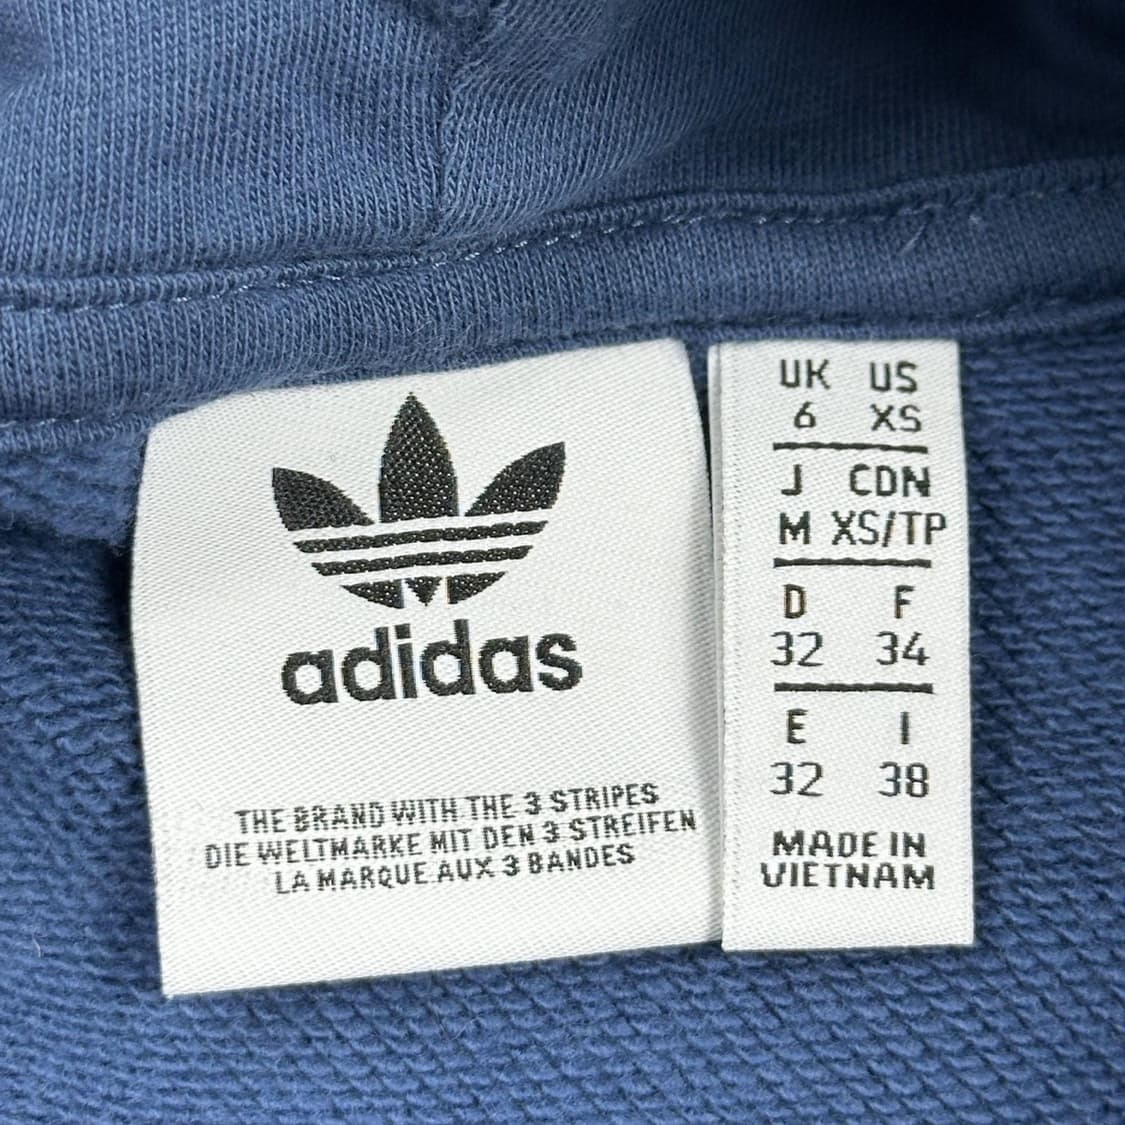 adidas
THE BRAND WITH THE 3 STRIPES
DIE WELTMARKE MIT DEN 3 STREIFEN
LA MARQUE AUX 3 BANDES
UK US
6 XS
J CDN
M XS/TP
D F
32 34
E I
32 38
MADE IN
VIETNAM